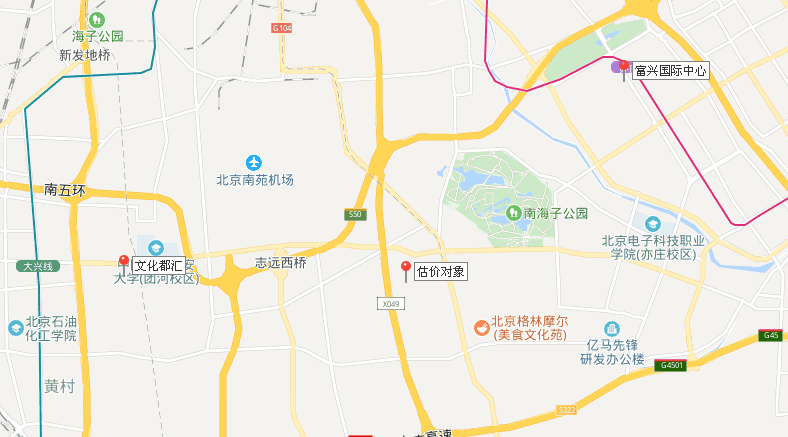 海子公园
新发地桥
G104
富兴国际中心
北京南苑机场
南五环
S50
南海子公园
北京电子科技职业
学院(亦庄校区)
大兴线
文化都汇
安
大学(团河校区)
志远西桥
估价对象
X049
北京石油
化工学院
北京格林摩尔
(美食文化苑)
亿马先锋
研发办公楼
G45
G4501
黄村
S322